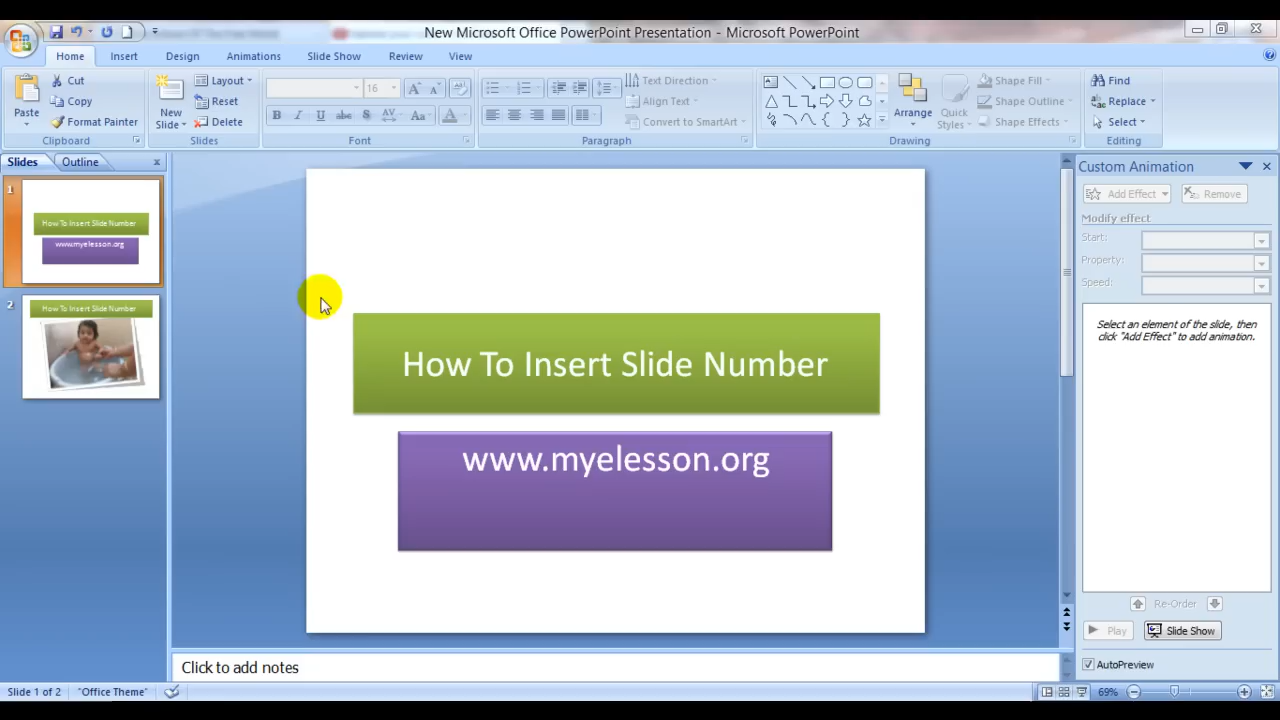 New Microsoft Office PowerPoint Presentation - Microsoft PowerPoint
Home Insert Design Animations Slide Show Review View
Paste
Cut
Copy
Format Painter
Clipboard
New Slide
Layout
Reset
Delete
Slides
16
B I U abc S AV Aa A
Font
Text Direction
Align Text
Convert to SmartArt
Paragraph
Arrange
Quick Styles
Shape Fill
Shape Outline
Shape Effects
Drawing
Find
Replace
Select
Editing
Slides Outline
1
How To Insert Slide Number
www.myelesson.org
2
How To Insert Slide Number
How To Insert Slide Number
www.myelesson.org
Custom Animation
Add Effect Remove
Modify effect
Start:
Property:
Speed:
Select an element of the slide, then
click "Add Effect" to add animation.
Re-Order
Play Slide Show
AutoPreview
Click to add notes
Slide 1 of 2 "Office Theme" 69%